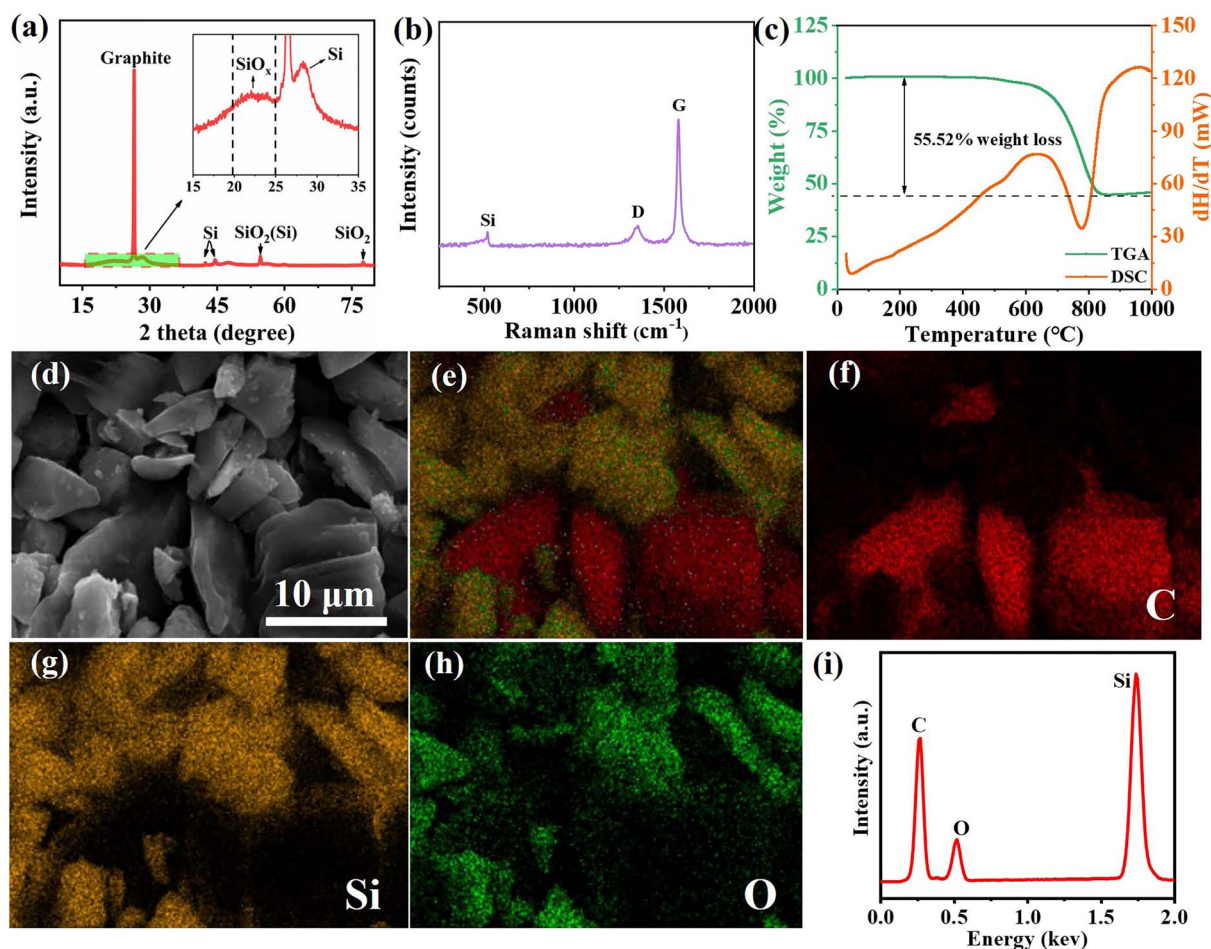 (a)
Graphite
SiOx
Si
15 20 25 30 35
Si
SiO2(Si)
SiO2
Intensity (a.u.)
15 30 45 60 75
2 theta (degree)
(b)
G
D
Si
Intensity (counts)
500 1000 1500 2000
Raman shift (cm-1)
(c)
125
100
75
50
25
0
Weight (%)
55.52% weight loss
TGA
DSC
0 200 400 600 800 1000
Temperature (℃)
150
120
90
60
30
0
dH/dT (mW)
(d)
10 μm
(e)
(f)
C
(g)
Si
(h)
O
(i)
Si
C
O
Intensity (a.u.)
0.0 0.5 1.0 1.5 2.0
Energy (kev)